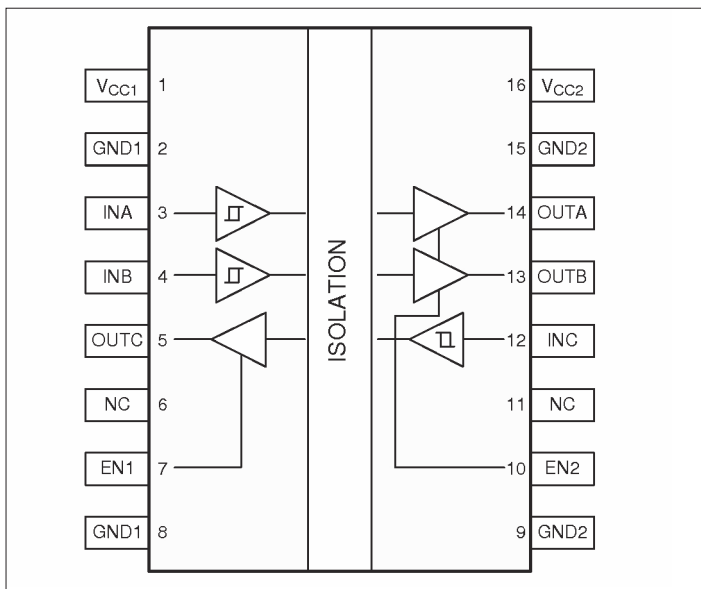 VCC1 1 16 VCC2
GND1 2 15 GND2
INA 3 14 OUTA
INB 4 13 OUTB
OUTC 5 12 INC
NC 6 11 NC
EN1 7 10 EN2
GND1 8 9 GND2
ISOLATION